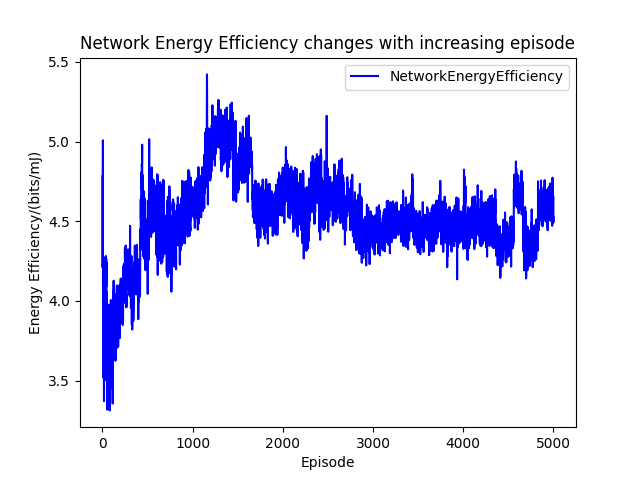 Network Energy Efficiency changes with increasing episode
NetworkEnergyEfficiency
Energy Efficiency/(bits/mJ)
5.5
5.0
4.5
4.0
3.5
0 1000 2000 3000 4000 5000
Episode